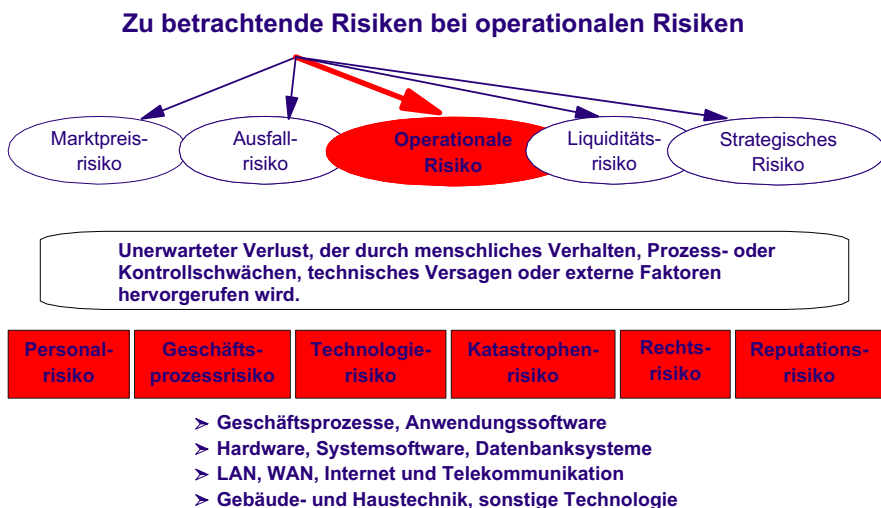 Zu betrachtende Risiken bei operationalen Risiken
Marktpreis-
risiko
Ausfall-
risiko
Operationale
Risiko
Liquiditäts-
risiko
Strategisches
Risiko
Unerwarteter Verlust, der durch menschliches Verhalten, Prozess- oder
Kontrollschwächen, technisches Versagen oder externe Faktoren
hervorgerufen wird.
Personal-
risiko
Geschäfts-
prozessrisiko
Technologie-
risiko
Katastrophen-
risiko
Rechts-
risiko
Reputations-
risiko
➢ Geschäftsprozesse, Anwendungssoftware
➢ Hardware, Systemsoftware, Datenbanksysteme
➢ LAN, WAN, Internet und Telekommunikation
➢ Gebäude- und Haustechnik, sonstige Technologie